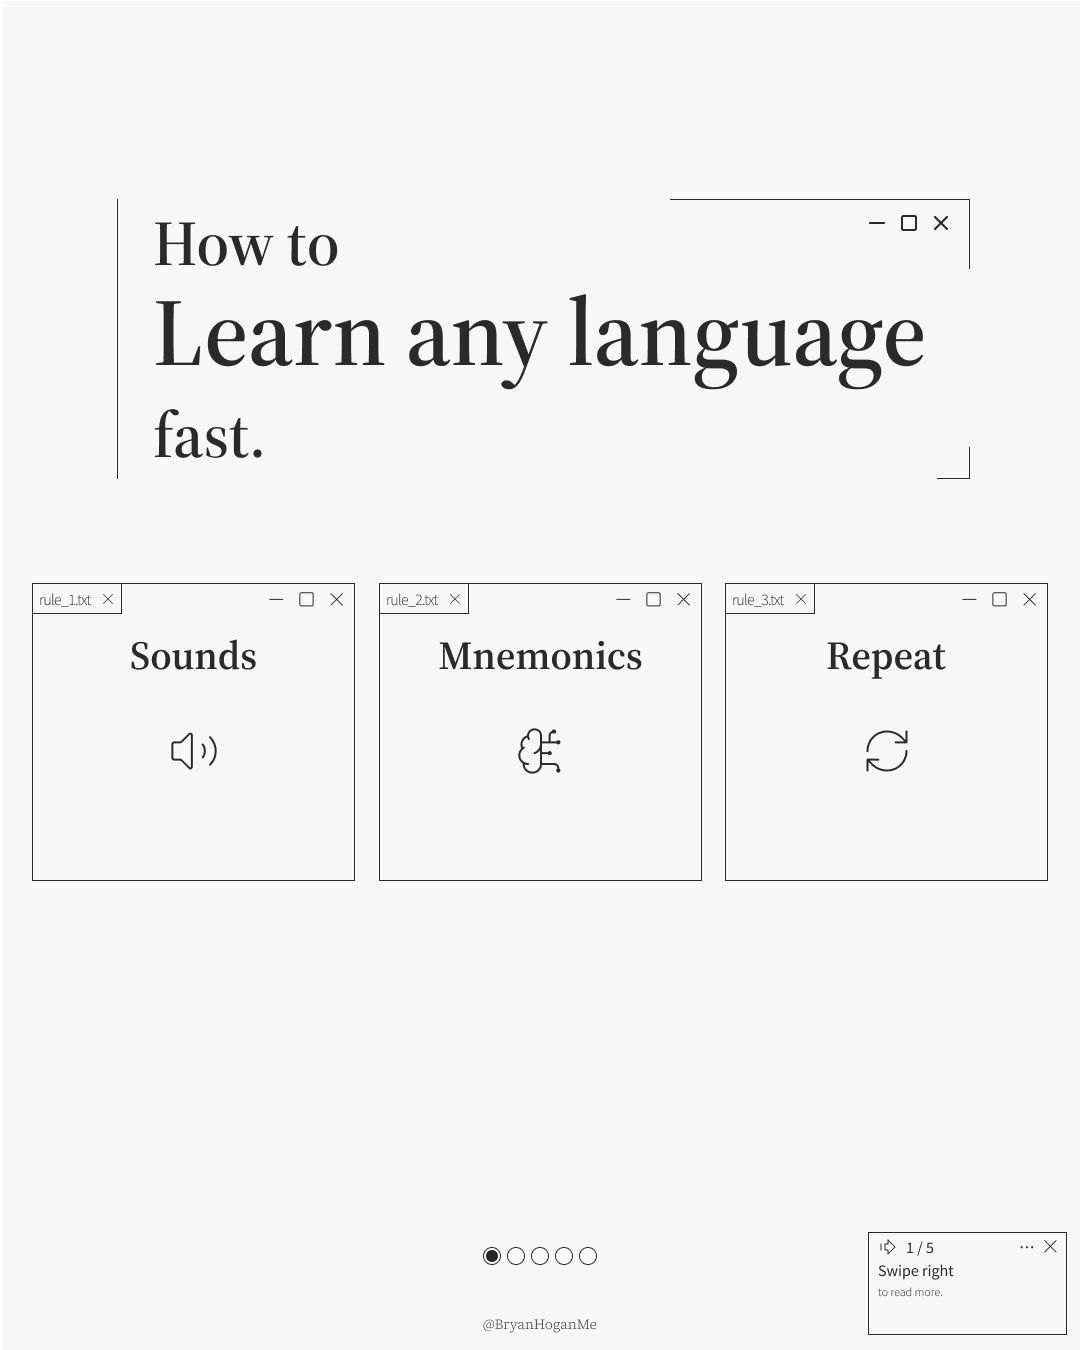 How to
Learn any language
fast.
rule_1.txt
Sounds
rule_2.txt
Mnemonics
rule_3.txt
Repeat
1 / 5
Swipe right
to read more.
@BryanHoganMe